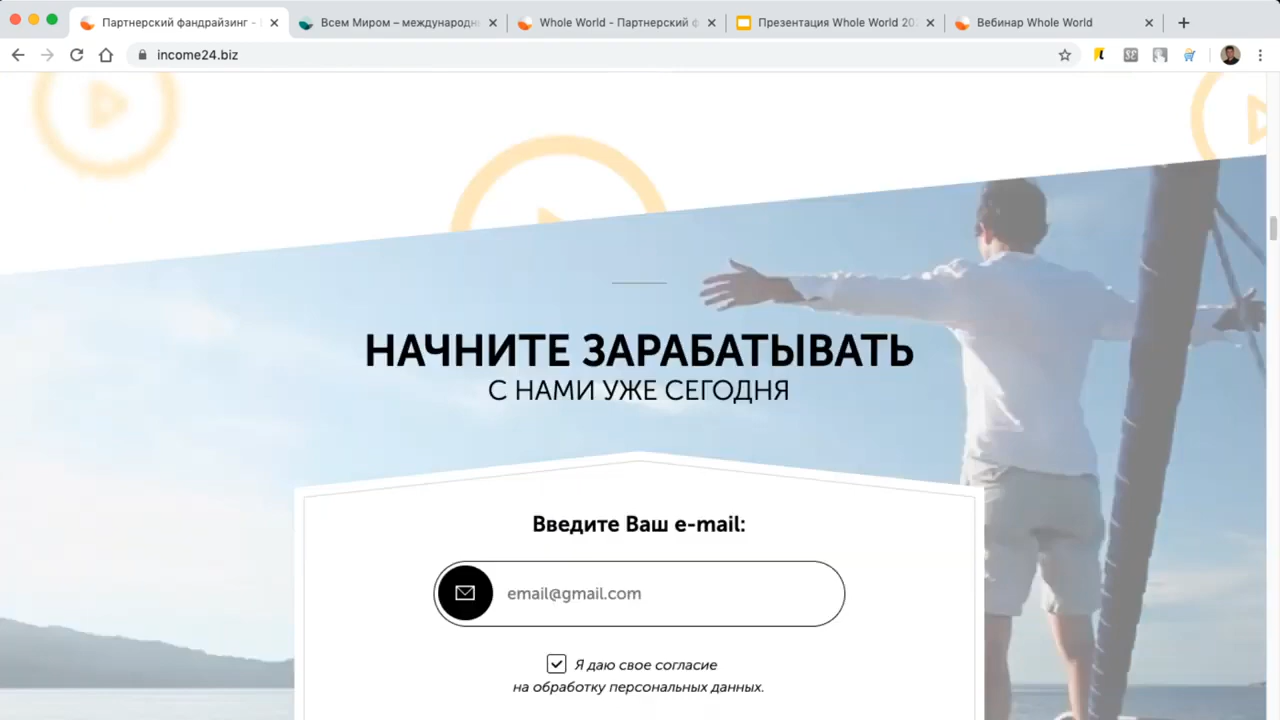 Партнерский фандрайзинг -
Всем Миром – международн
Whole World - Партнерский ф
Презентация Whole World 20
Вебинар Whole World
income24.biz
НАЧНИТЕ ЗАРАБАТЫВАТЬ
С НАМИ УЖЕ СЕГОДНЯ
Введите Ваш e-mail:
email@gmail.com
Я даю свое согласие
на обработку персональных данных.